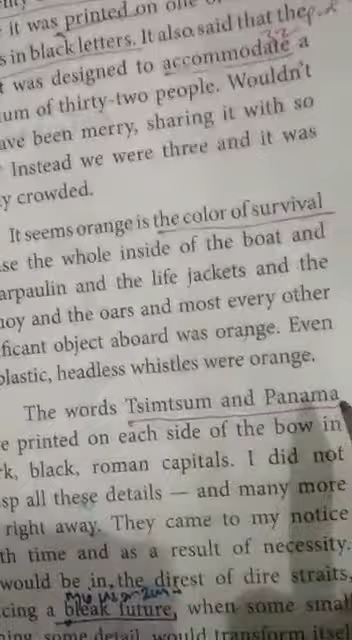 it was printed on one
s in black letters. It also said that the
t was designed to accommodate a
um of thirty-two people. Wouldn't
ave been merry, sharing it with so
Instead we were three and it was
y crowded.
It seems orange is the color of survival
se the whole inside of the boat and
arpaulin and the life jackets and the
uoy and the oars and most every other
ficant object aboard was orange. Even
plastic, headless whistles were orange.
The words Tsimtsum and Panama
e printed on each side of the bow in
k, black, roman capitals. I did not
sp all these details — and many more
right away. They came to my notice
th time and as a result of necessity.
would be in the direst of dire straits,
cing a bleak future, when some small
ning, some detail, would transform itself